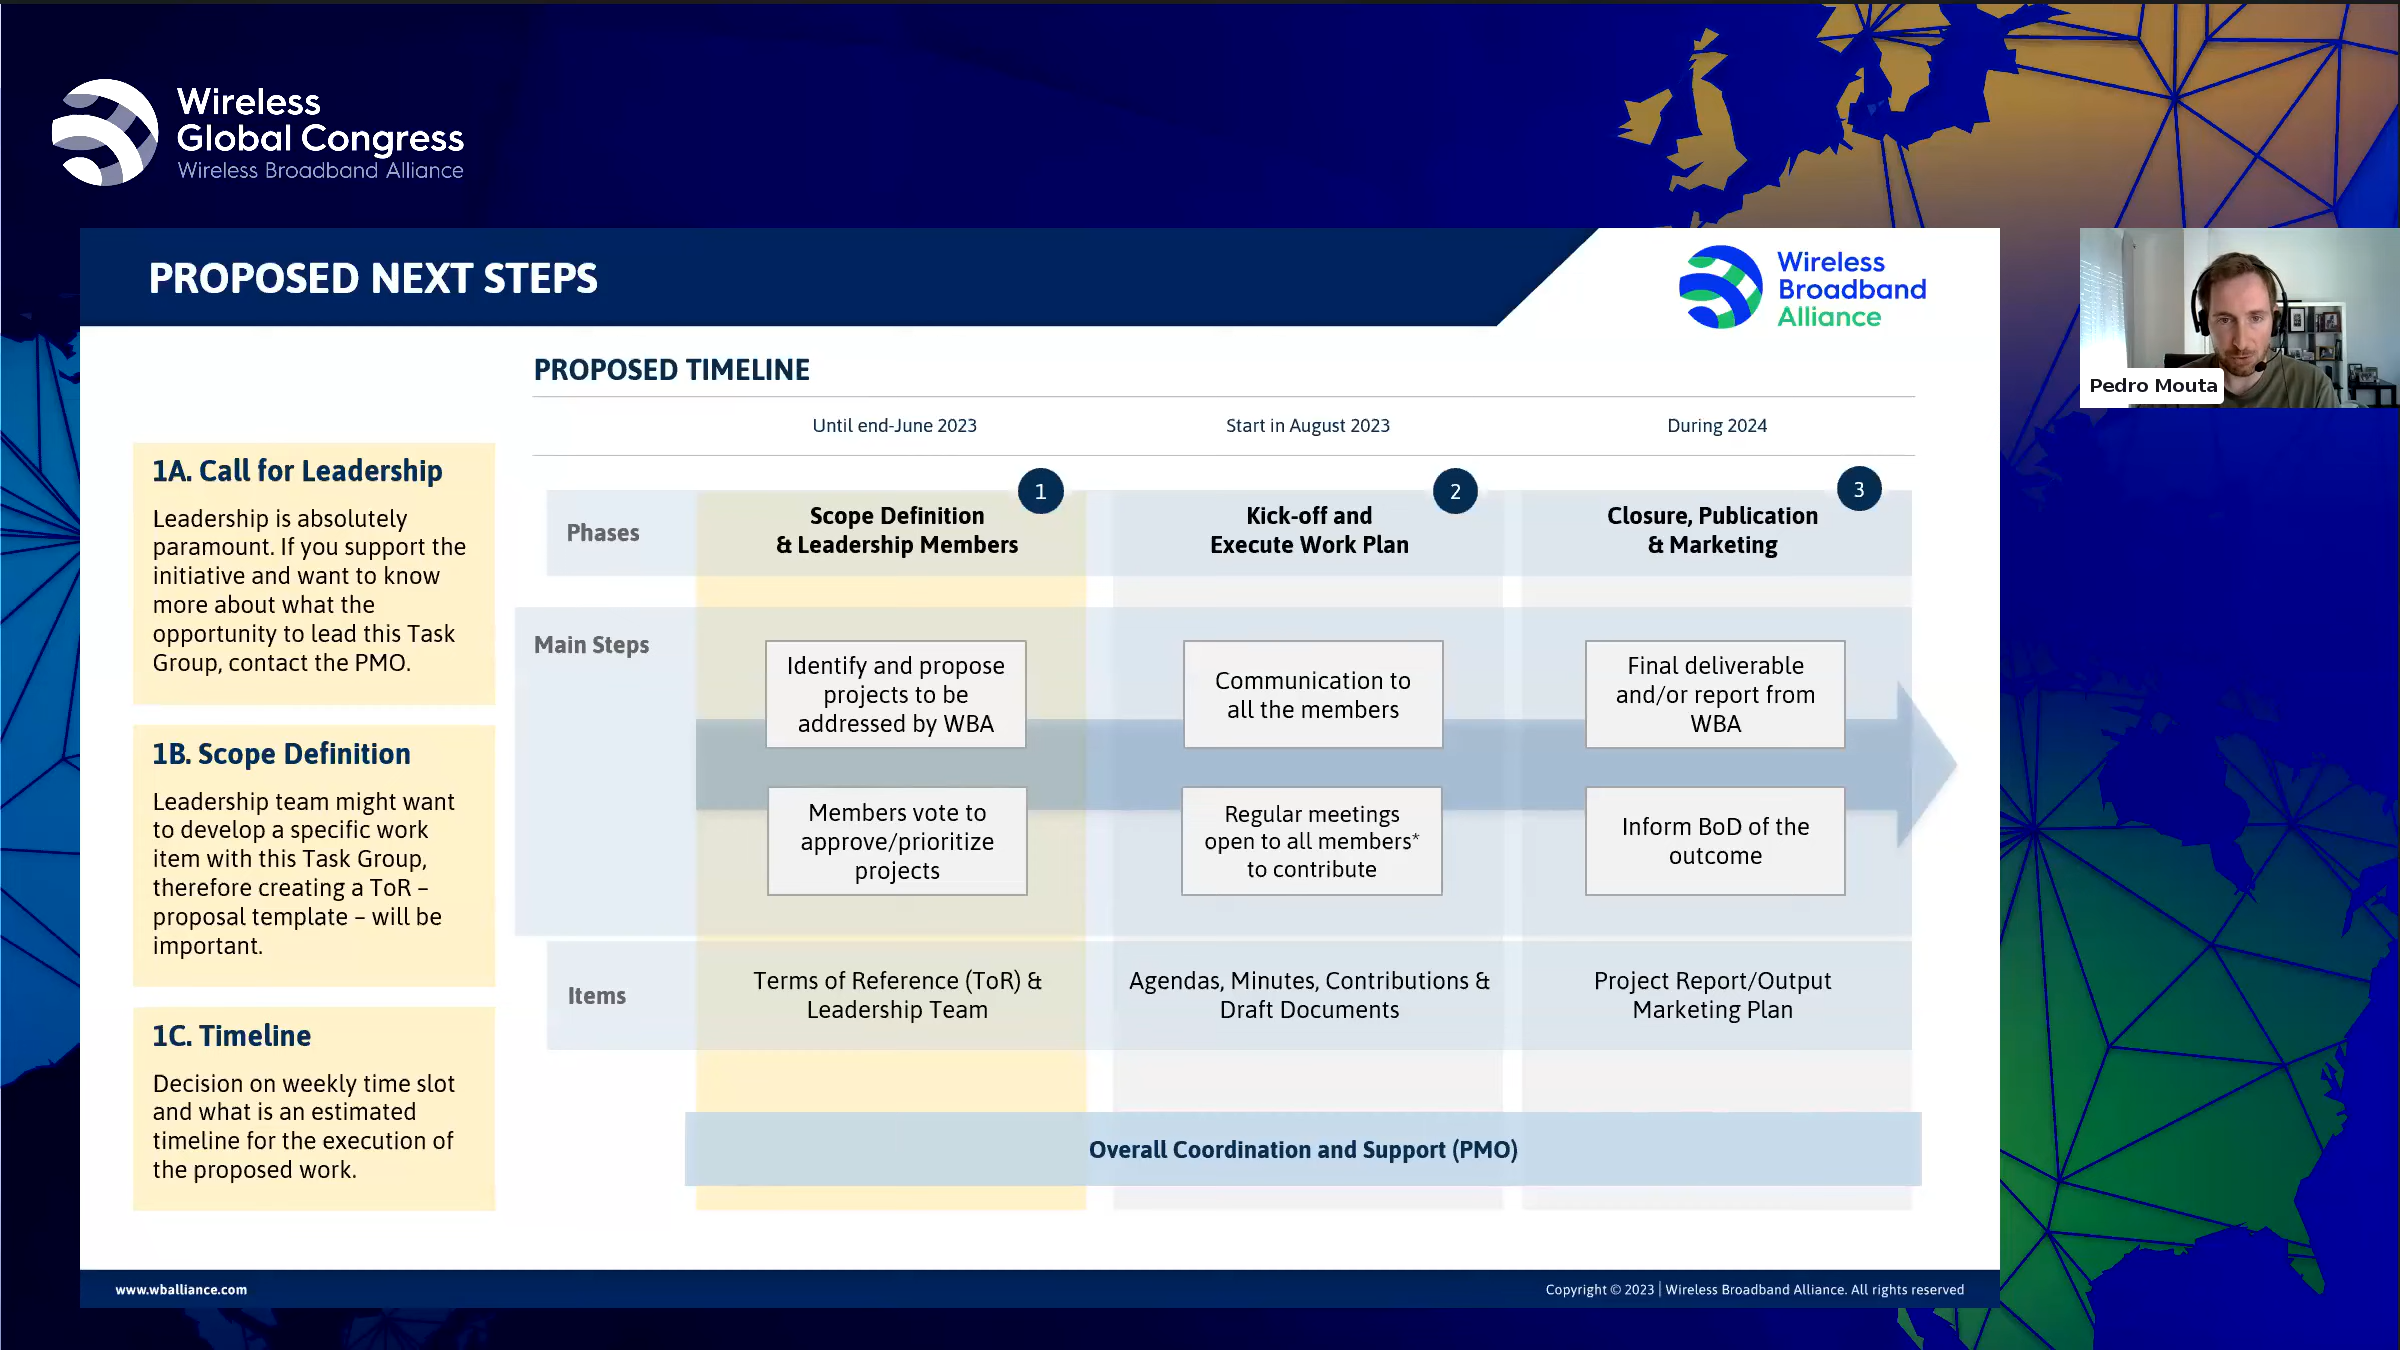 Wireless
Global Congress
Wireless Broadband Alliance
PROPOSED NEXT STEPS
Wireless
Broadband
Alliance
Pedro Mouta
PROPOSED TIMELINE
Until end-June 2023
Start in August 2023
During 2024
1A. Call for Leadership
Leadership is absolutely
paramount. If you support the
initiative and want to know
more about what the
opportunity to lead this Task
Group, contact the PMO.
1B. Scope Definition
Leadership team might want
to develop a specific work
item with this Task Group,
therefore creating a ToR –
proposal template – will be
important.
1C. Timeline
Decision on weekly time slot
and what is an estimated
timeline for the execution of
the proposed work.
Phases
1
Scope Definition
& Leadership Members
2
Kick-off and
Execute Work Plan
3
Closure, Publication
& Marketing
Main Steps
Identify and propose
projects to be
addressed by WBA
Communication to
all the members
Final deliverable
and/or report from
WBA
Members vote to
approve/prioritize
projects
Regular meetings
open to all members*
to contribute
Inform BoD of the
outcome
Items
Terms of Reference (ToR) &
Leadership Team
Agendas, Minutes, Contributions &
Draft Documents
Project Report/Output
Marketing Plan
Overall Coordination and Support (PMO)
www.wballiance.com
Copyright © 2023 | Wireless Broadband Alliance. All rights reserved